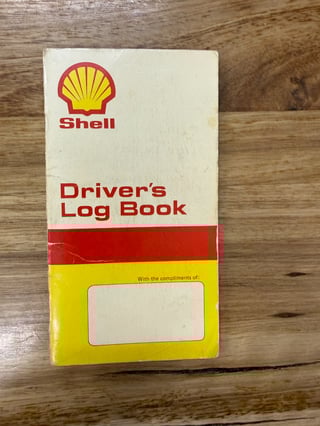 Shell
Driver's
Log Book
With the compliments of: